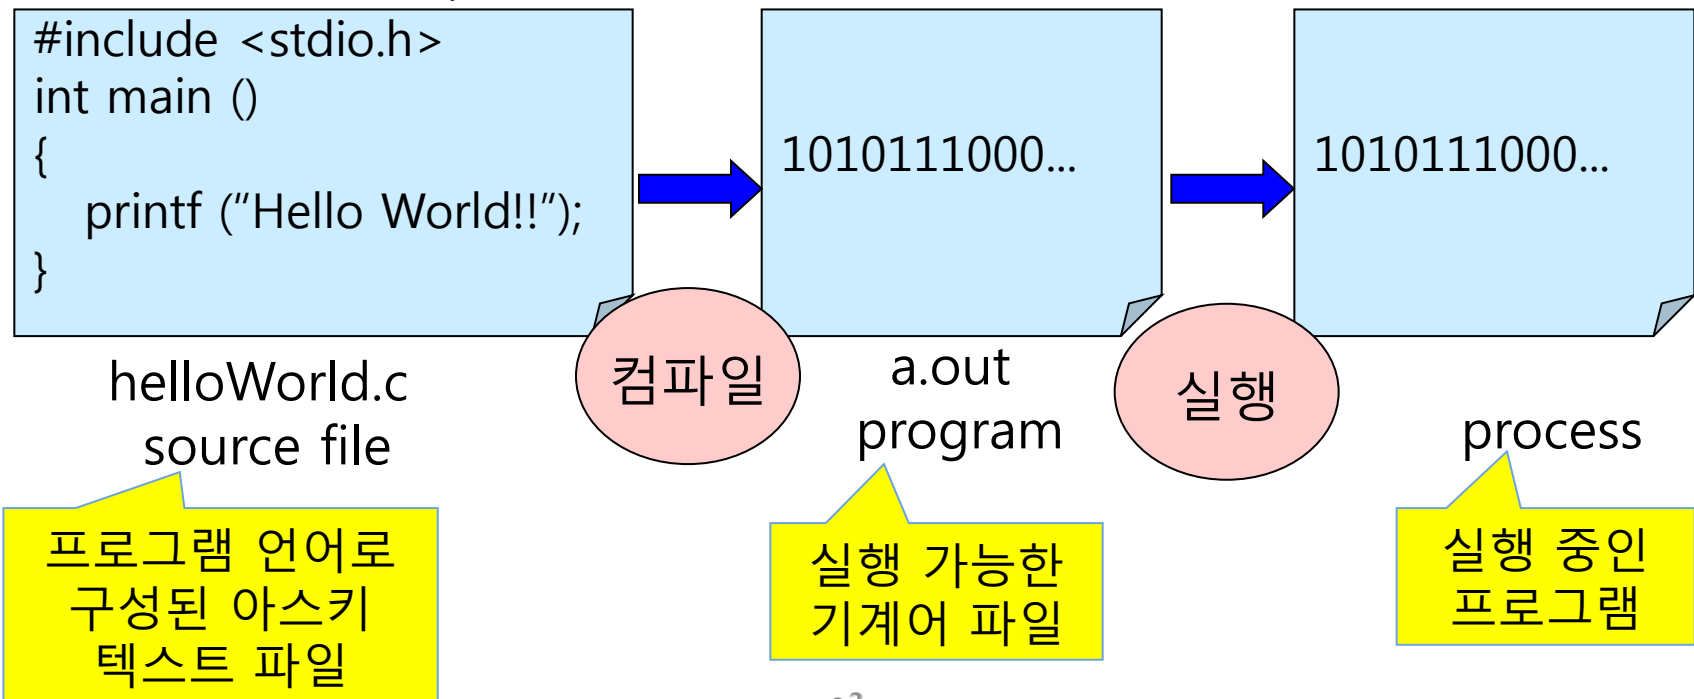 #include <stdio.h>
int main ()
{
printf ("Hello World!!");
}
1010111000...
1010111000...
컴파일
실행
helloWorld.c
source file
a.out
program
process
프로그램 언어로
구성된 아스키
텍스트 파일
실행 가능한
기계어 파일
실행 중인
프로그램